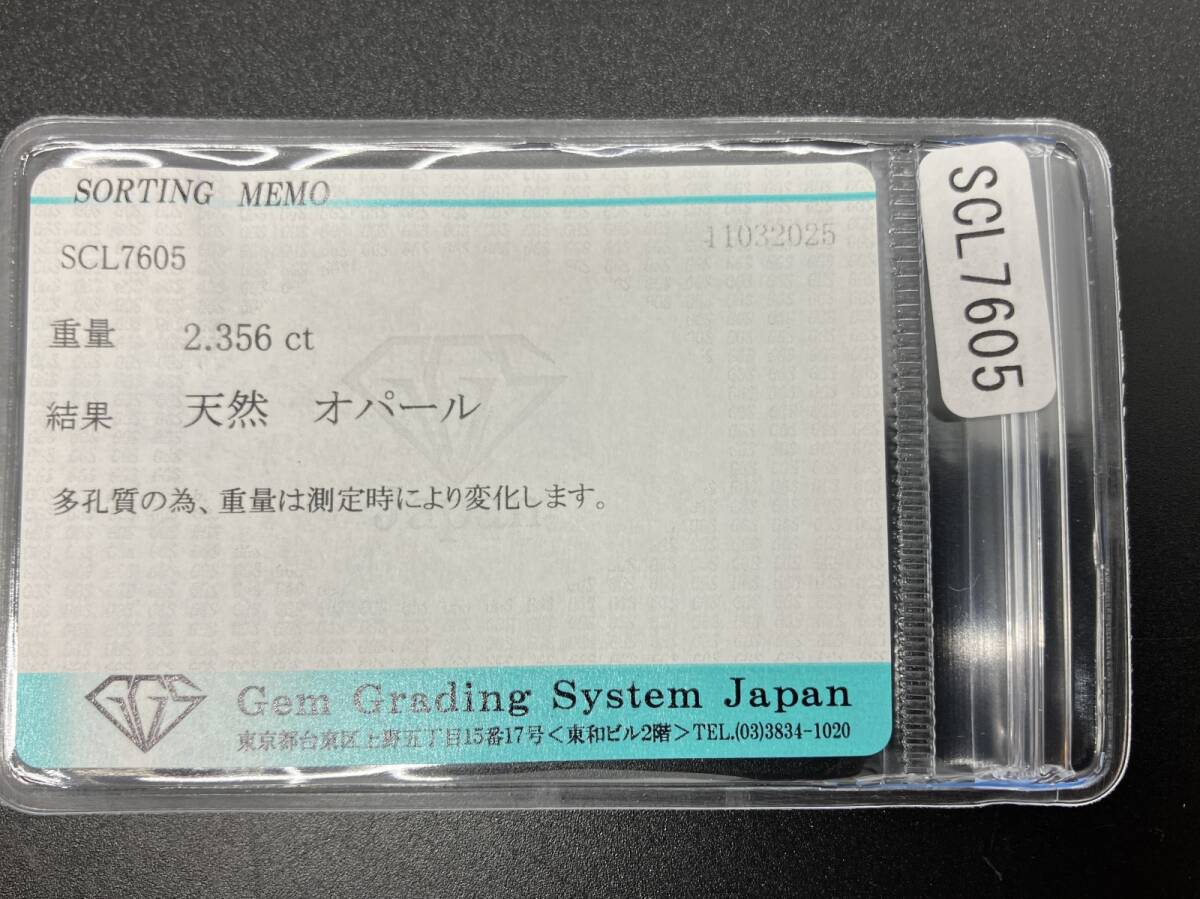 SORTING MEMO
11032025
SCL7605
重量 2.356 ct
結果 天然 オパール
多孔質の為、重量は測定時により変化します。
GGS
Japan
GGS
Gem Grading System Japan
東京都台東区上野五丁目15番17号<東和ビル2階>TEL.(03)3834-1020
SCL7605